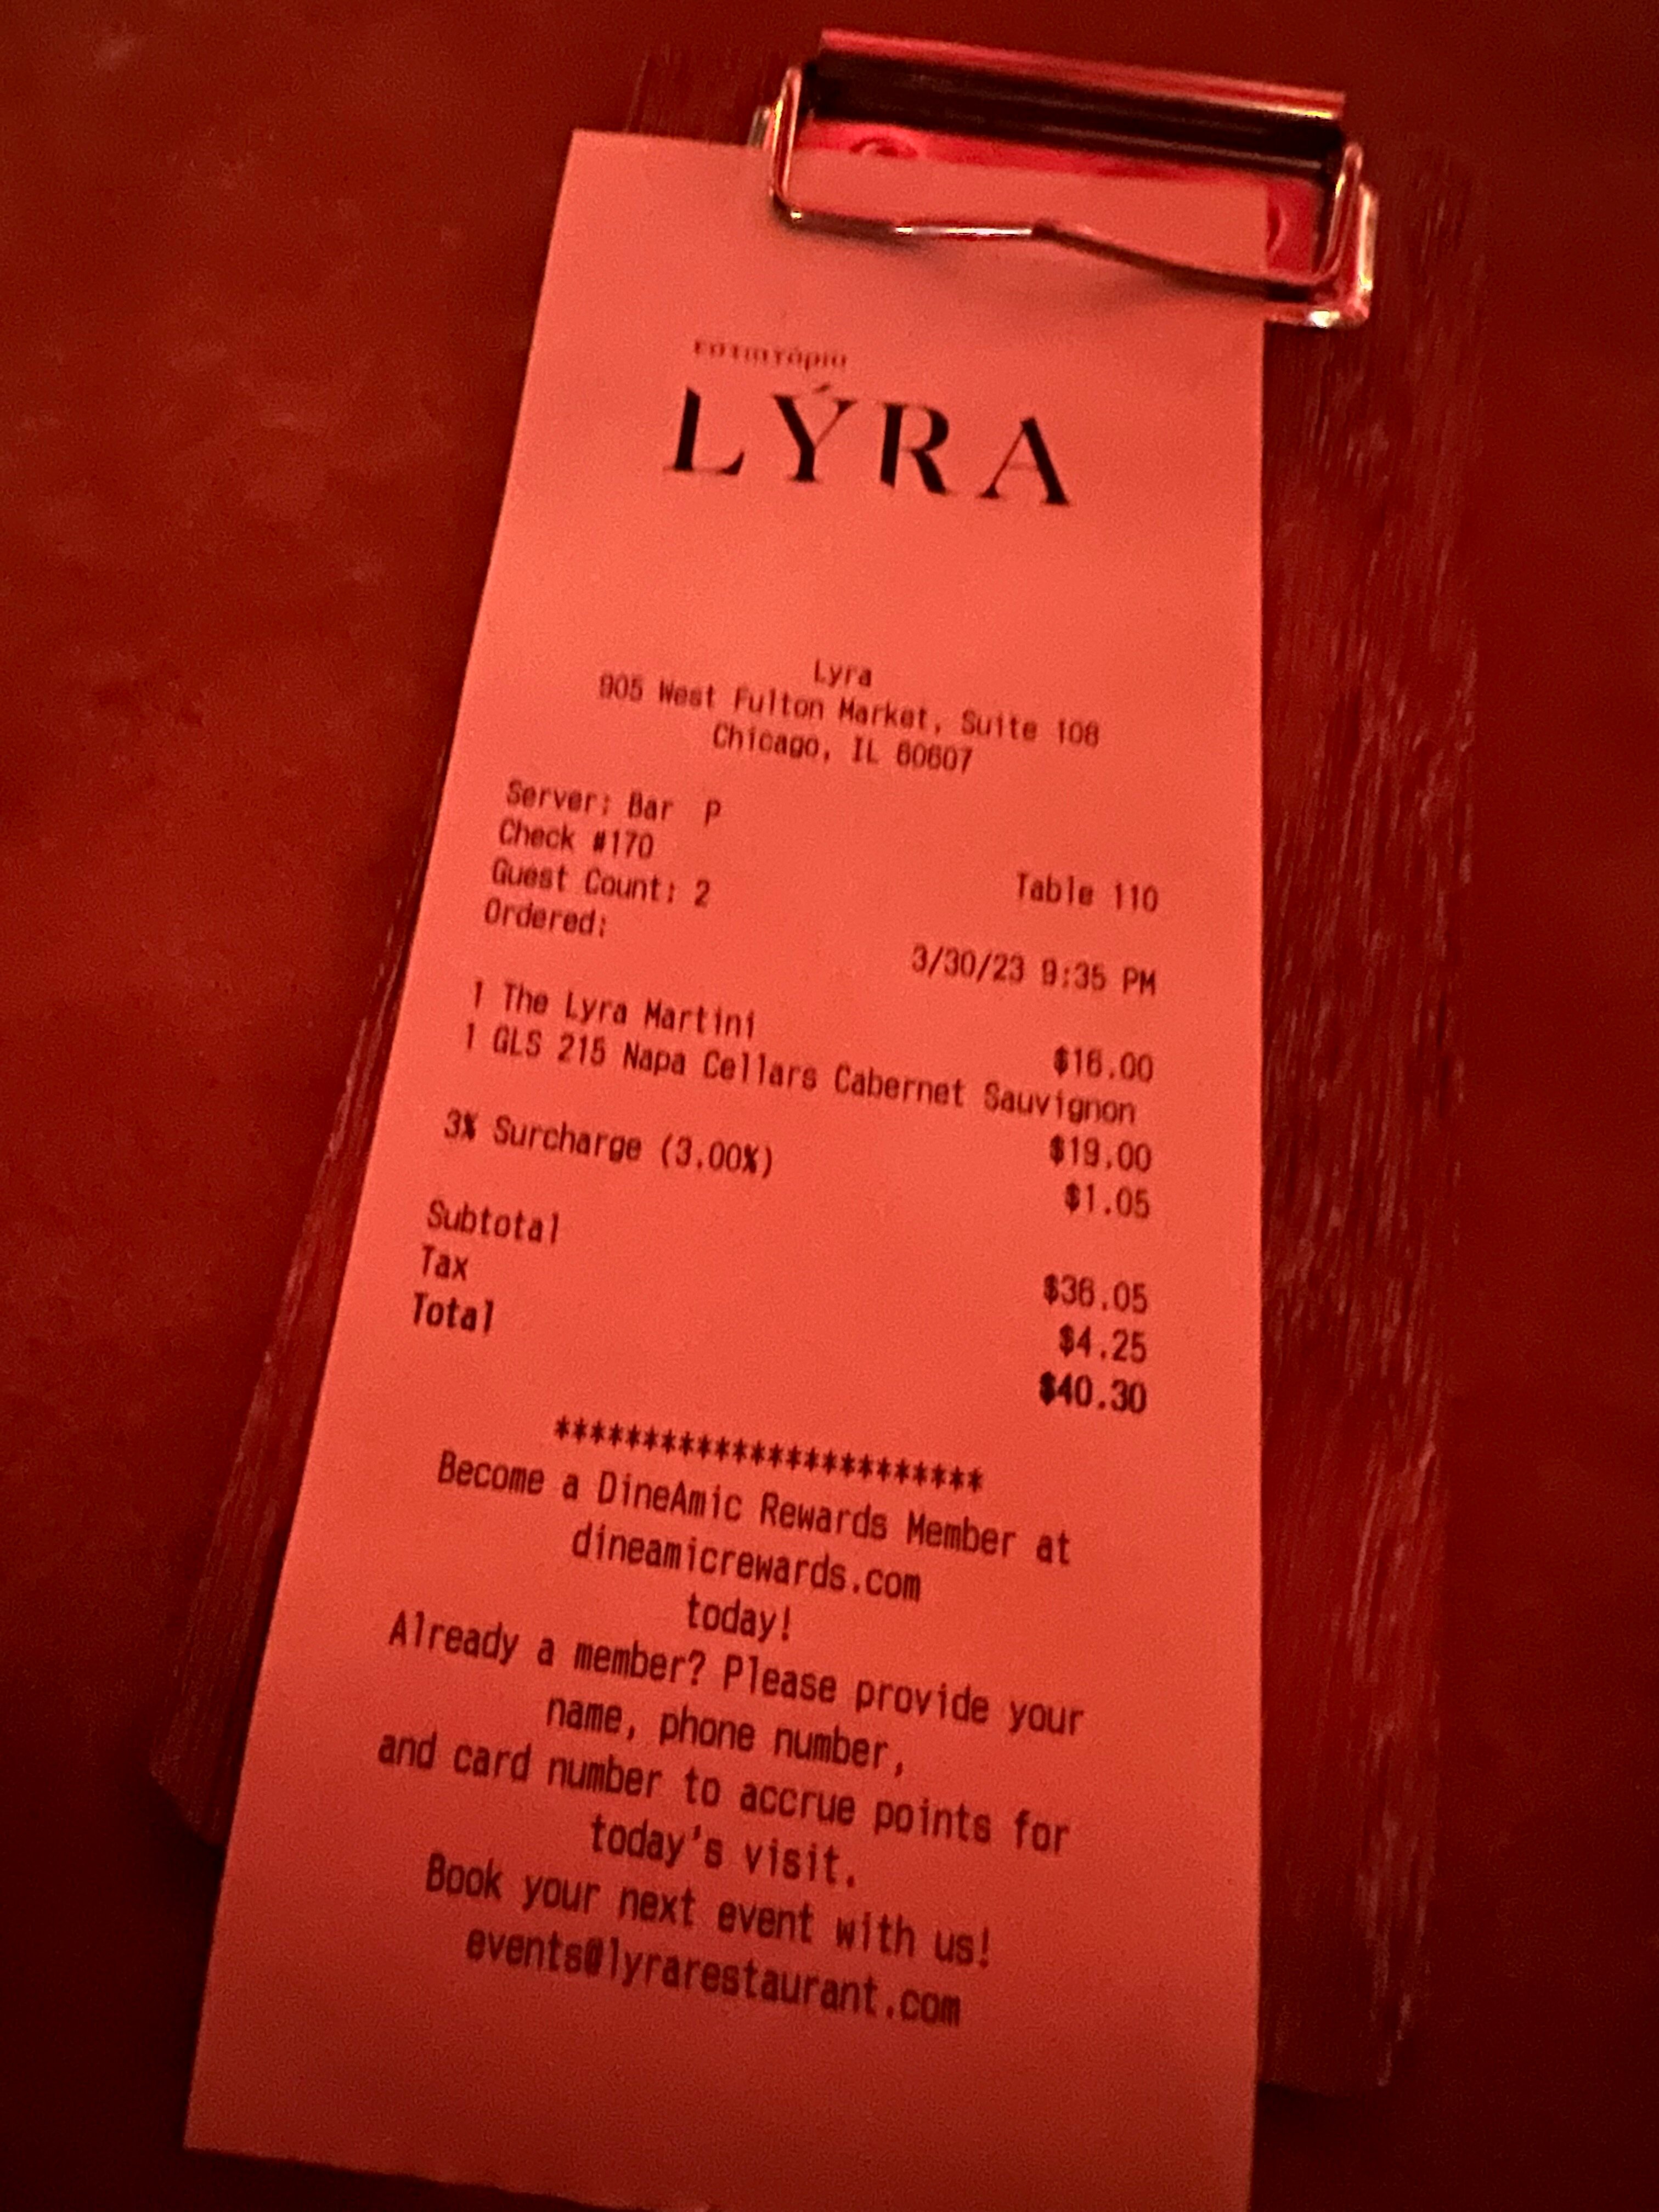 εστιατόριο
LÝRA
Lyra
905 West Fulton Market, Suite 108
Chicago, IL 60607
Server: Bar P
Check #170 Table 110
Guest Count: 2
Ordered: 3/30/23 9:35 PM
1 The Lyra Martini $16.00
1 GLS 215 Napa Cellars Cabernet Sauvignon
$19.00
3% Surcharge (3.00%) $1.05
Subtotal $36.05
Tax $4.25
Total $40.30
************************
Become a DineAmic Rewards Member at
dineamicrewards.com
today!
Already a member? Please provide your
name, phone number,
and card number to accrue points for
today's visit.
Book your next event with us!
events@lyrarestaurant.com